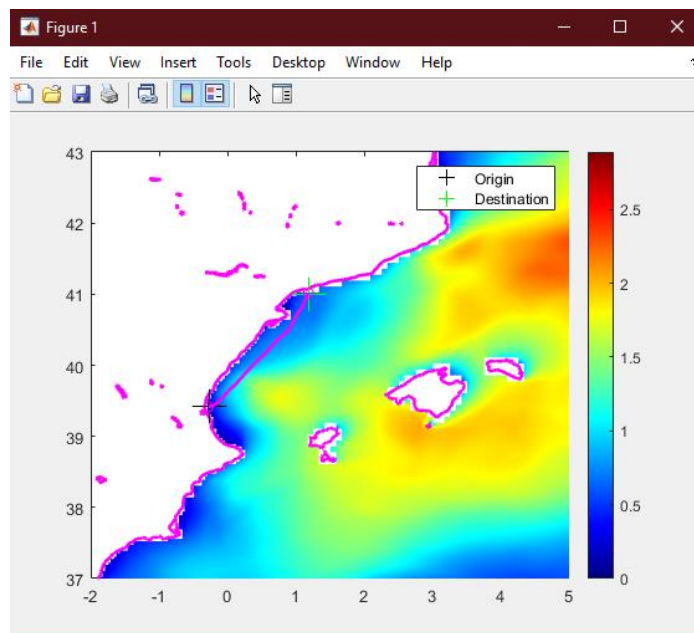 Figure 1
File Edit View Insert Tools Desktop Window Help
Origin
Destination
43
42
41
40
39
38
37
-2 -1 0 1 2 3 4 5
2.5
2
1.5
1
0.5
0